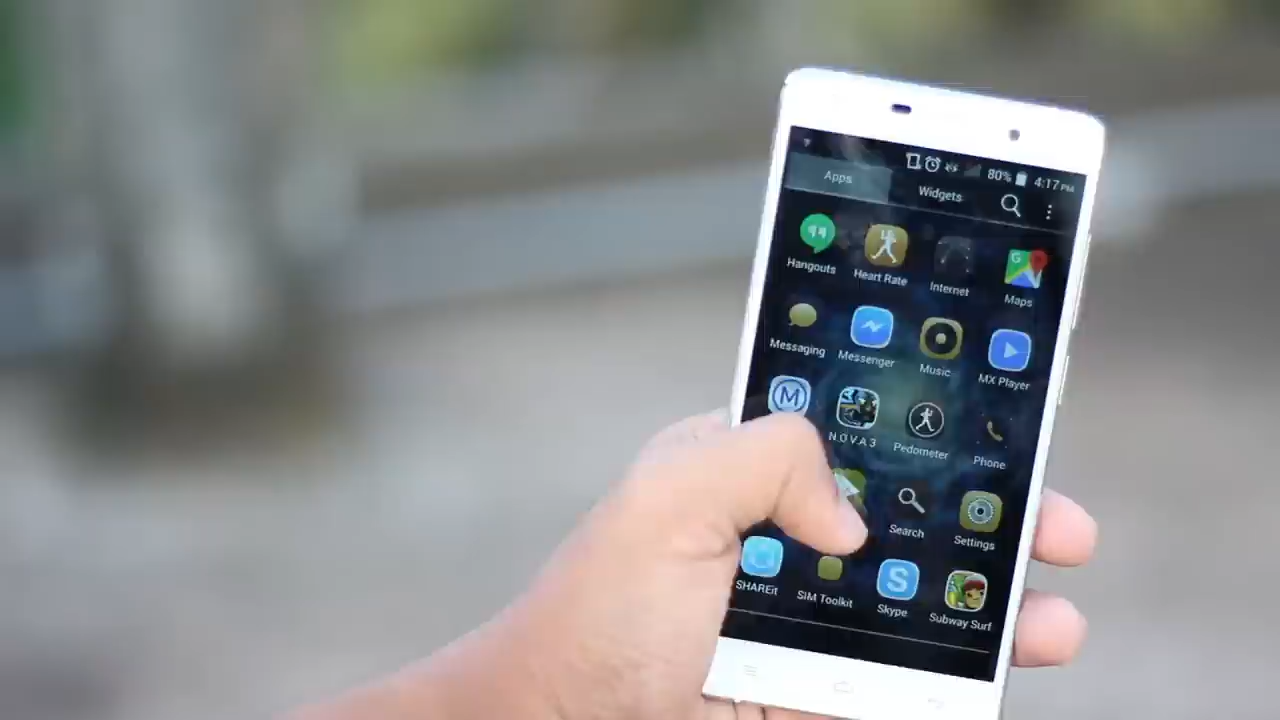 80% 4:17 PM
Apps Widgets
Hangouts Heart Rate Internet Maps
Messaging Messenger Music MX Player
M
N.O.V.A 3 Pedometer Phone
Search Settings
SHAREit SIM Toolkit Skype Subway Surf